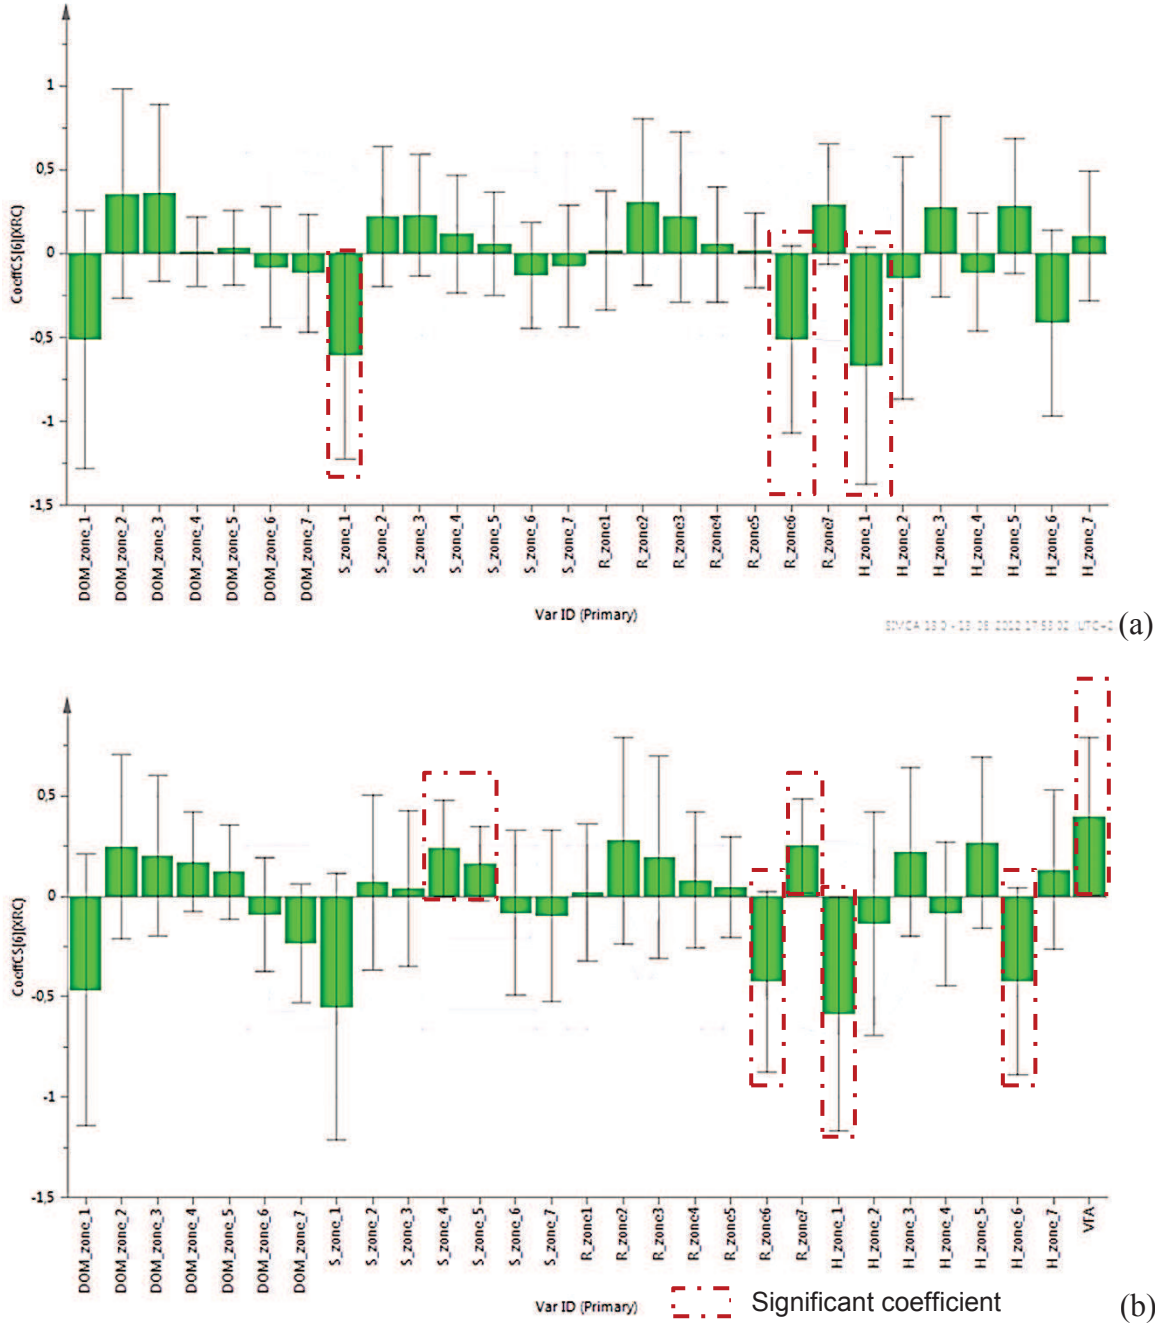 1
0,5
0
-0,5
-1
-1,5
CoeffCS[6](XRC)
DOM_zone_1
DOM_zone_2
DOM_zone_3
DOM_zone_4
DOM_zone_5
DOM_zone_6
DOM_zone_7
S_zone_1
S_zone_2
S_zone_3
S_zone_4
S_zone_5
S_zone_6
S_zone_7
R_zone1
R_zone2
R_zone3
R_zone4
R_zone5
R_zone6
R_zone7
H_zone_1
H_zone_2
H_zone_3
H_zone_4
H_zone_5
H_zone_6
H_zone_7
Var ID (Primary)
(a)
0,5
0
-0,5
-1
-1,5
CoeffCS[6](XRC)
DOM_zone_1
DOM_zone_2
DOM_zone_3
DOM_zone_4
DOM_zone_5
DOM_zone_6
DOM_zone_7
S_zone_1
S_zone_2
S_zone_3
S_zone_4
S_zone_5
S_zone_6
S_zone_7
R_zone1
R_zone2
R_zone3
R_zone4
R_zone5
R_zone6
R_zone7
H_zone_1
H_zone_2
H_zone_3
H_zone_4
H_zone_5
H_zone_6
H_zone_7
VFA
Var ID (Primary)
Significant coefficient
(b)